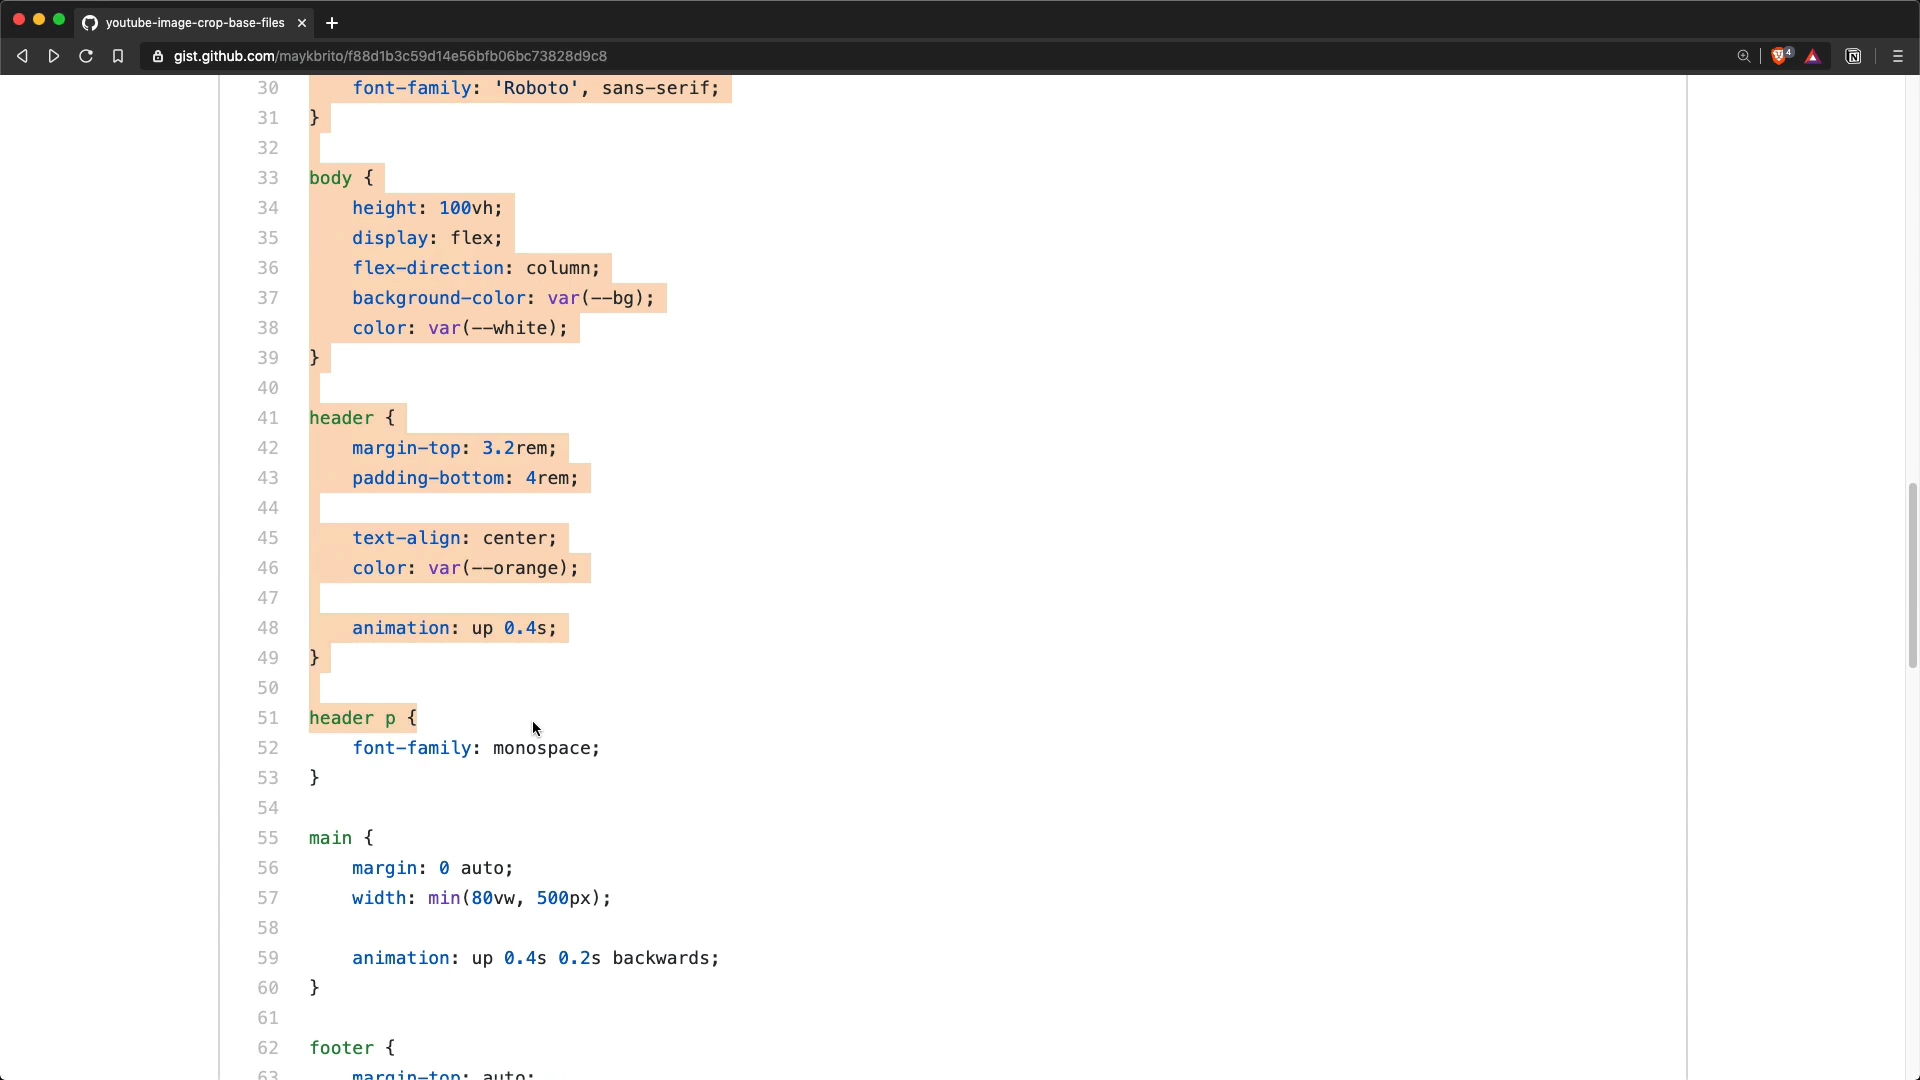 youtube-image-crop-base-files
gist.github.com/maykbrito/f88d1b3c59d14e56bfb06bc73828d9c8
4
30 font-family: 'Roboto', sans-serif;
31 }
32
33 body {
34 height: 100vh;
35 display: flex;
36 flex-direction: column;
37 background-color: var(--bg);
38 color: var(--white);
39 }
40
41 header {
42 margin-top: 3.2rem;
43 padding-bottom: 4rem;
44
45 text-align: center;
46 color: var(--orange);
47
48 animation: up 0.4s;
49 }
50
51 header p {
52 font-family: monospace;
53 }
54
55 main {
56 margin: 0 auto;
57 width: min(80vw, 500px);
58
59 animation: up 0.4s 0.2s backwards;
60 }
61
62 footer {
63 margin-top: auto;